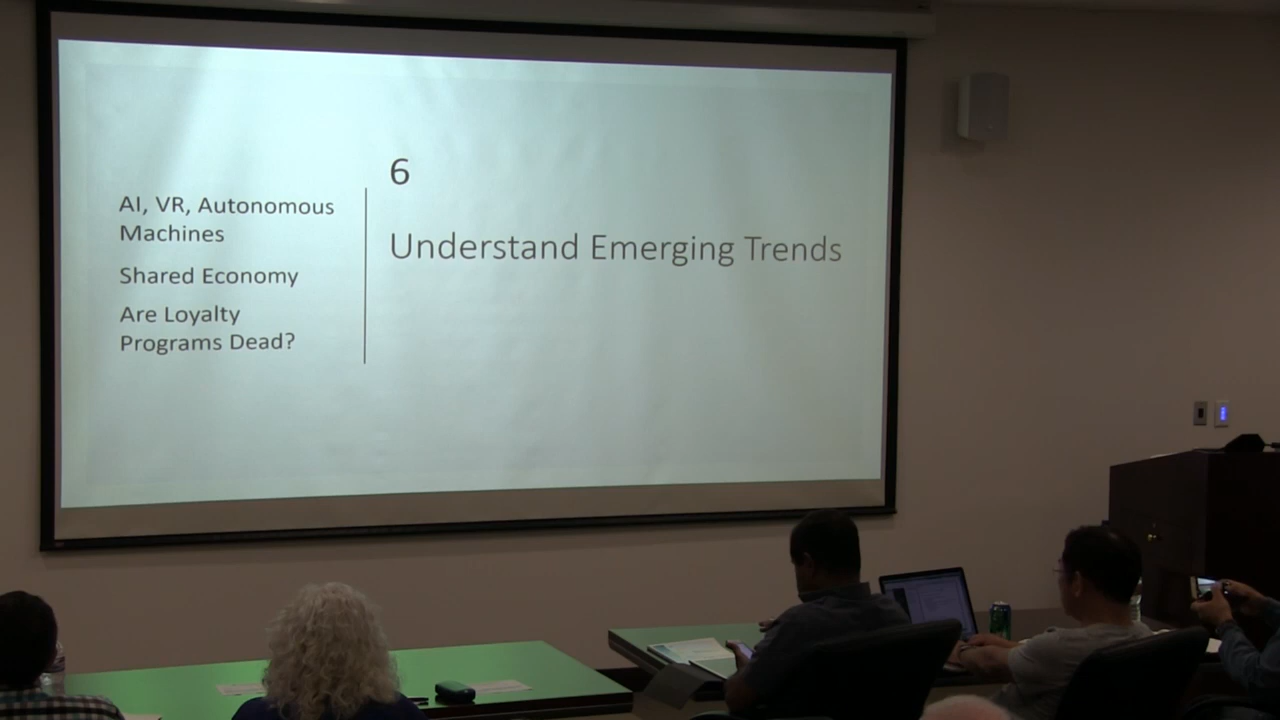 AI, VR, Autonomous
Machines
Shared Economy
Are Loyalty
Programs Dead?
6
Understand Emerging Trends